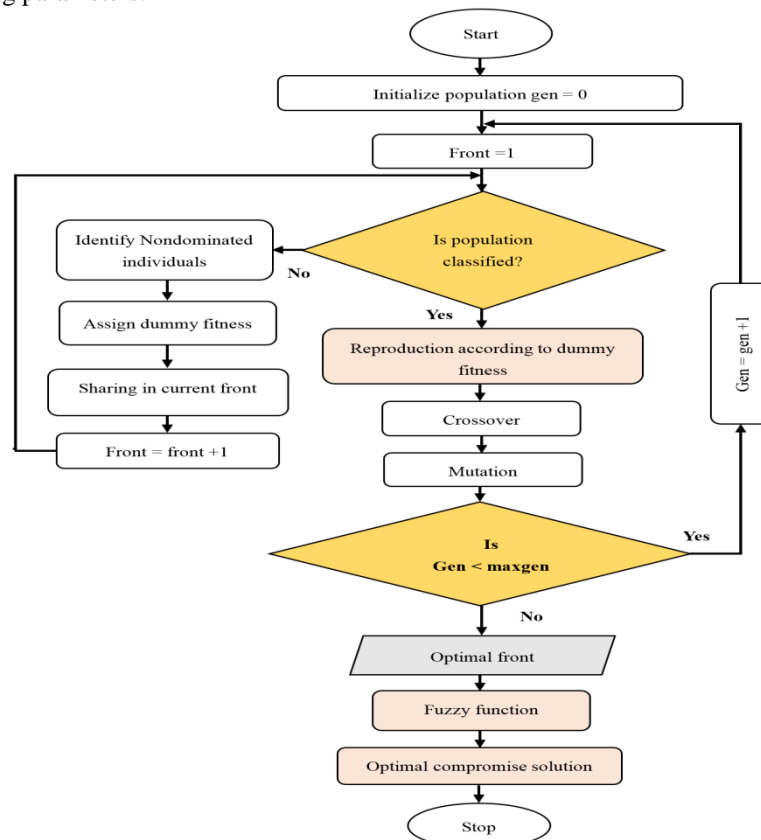 ng parameters.
Start
Initialize population gen = 0
Front =1
Is population
classified?
No
Identify Nondominated
individuals
Assign dummy fitness
Sharing in current front
Front = front +1
Yes
Reproduction according to dummy
fitness
Crossover
Mutation
Is
Gen < maxgen
Yes
Gen = gen +1
No
Optimal front
Fuzzy function
Optimal compromise solution
Stop